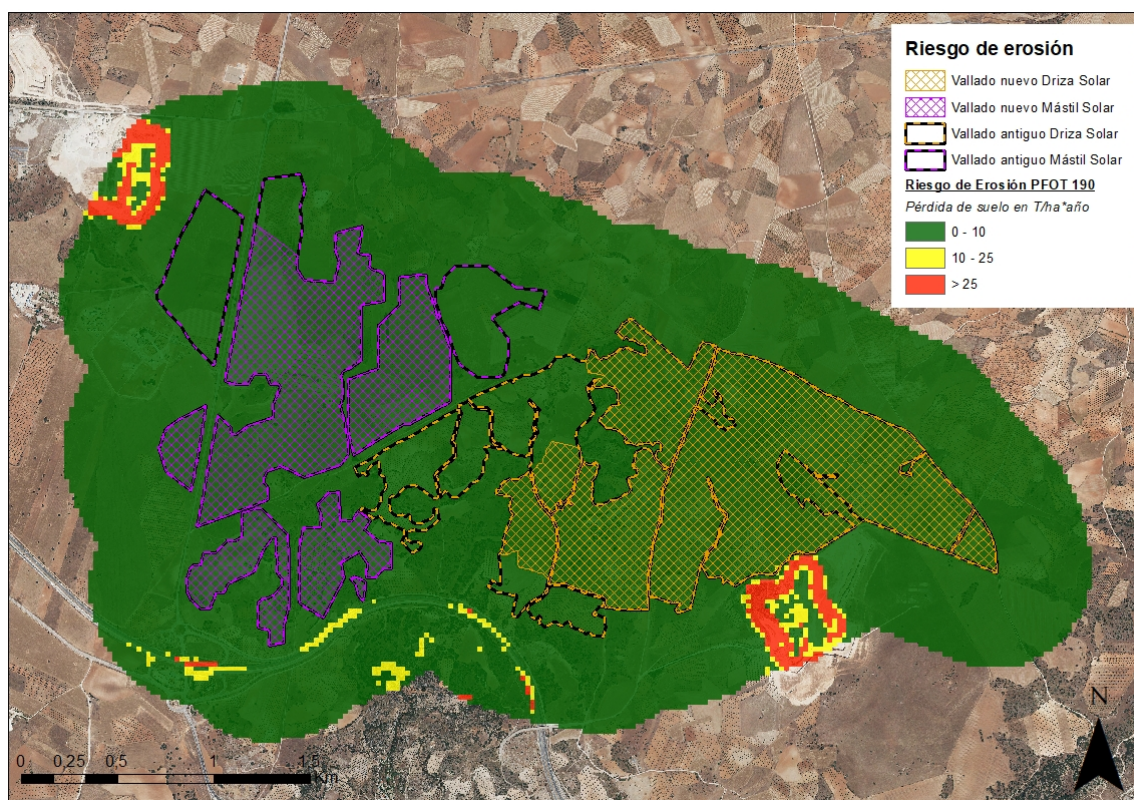 Riesgo de erosión
Vallado nuevo Driza Solar
Vallado nuevo Mástil Solar
Vallado antiguo Driza Solar
Vallado antiguo Mástil Solar
Riesgo de Erosión PFOT 190
Pérdida de suelo en T/ha*año
0 - 10
10 - 25
> 25
N
0 0,25 0,5 1 1,5
Km